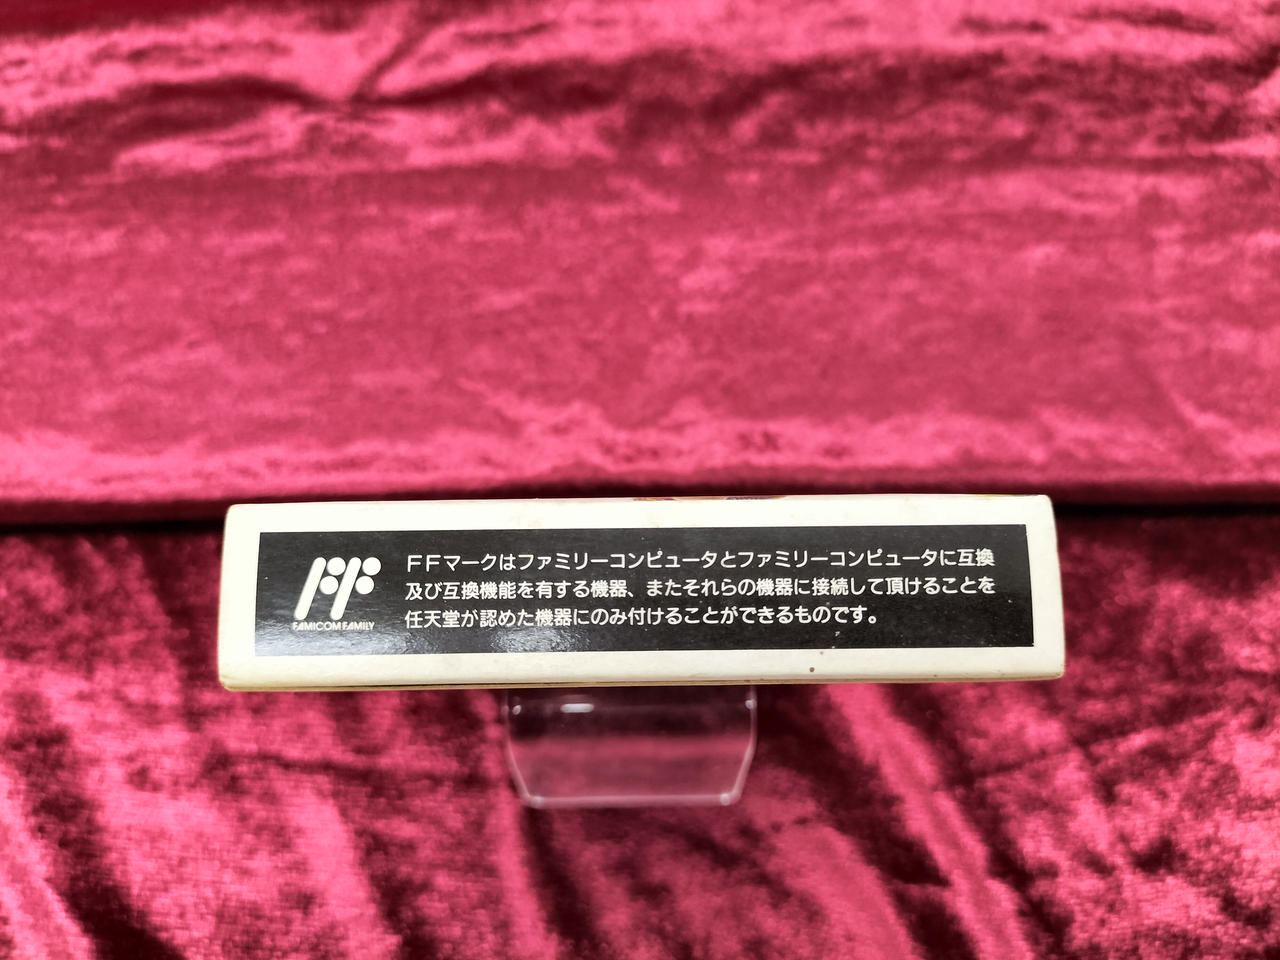 FAMICOM FAMILY
FFマークはファミリーコンピュータとファミリーコンピュータに互換
及び互換機能を有する機器、またそれらの機器に接続して頂けることを
任天堂が認めた機器にのみ付けることができるものです。